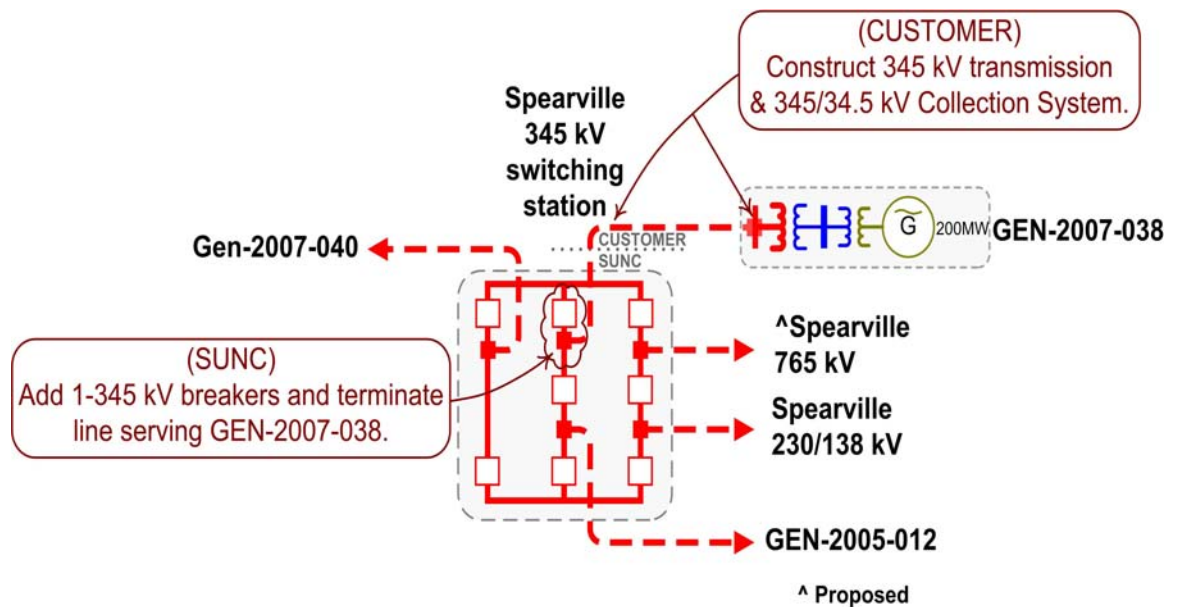 (CUSTOMER)
Construct 345 kV transmission
& 345/34.5 kV Collection System.
Spearville
345 kV
switching
station
G
200MW
GEN-2007-038
Gen-2007-040
CUSTOMER
SUNC
^Spearville
765 kV
(SUNC)
Add 1-345 kV breakers and terminate
line serving GEN-2007-038.
Spearville
230/138 kV
GEN-2005-012
^ Proposed